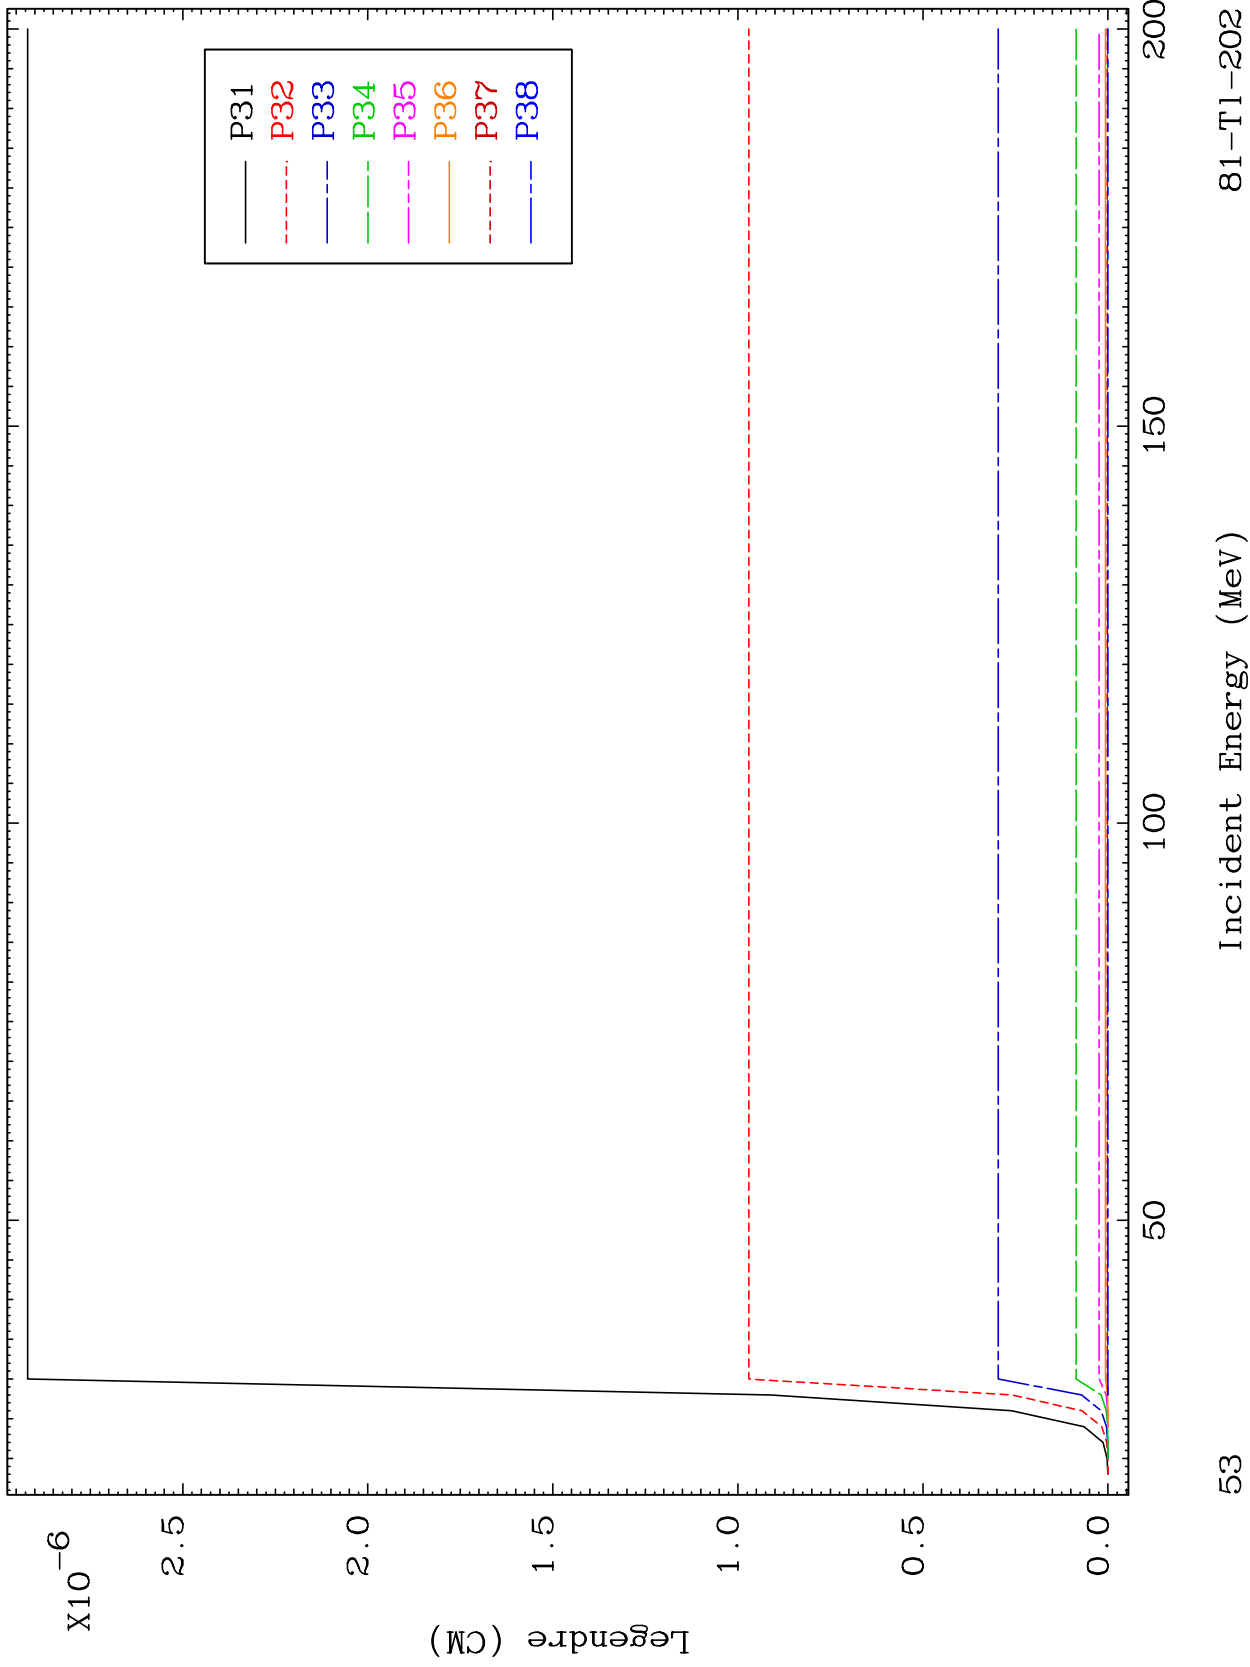 X10-6
2.5
2.0
1.5
1.0
0.5
0.0
Legendre (CM)
P31
P32
P33
P34
P35
P36
P37
P38
50
100
150
200
Incident Energy (MeV)
53
81-Tl-202